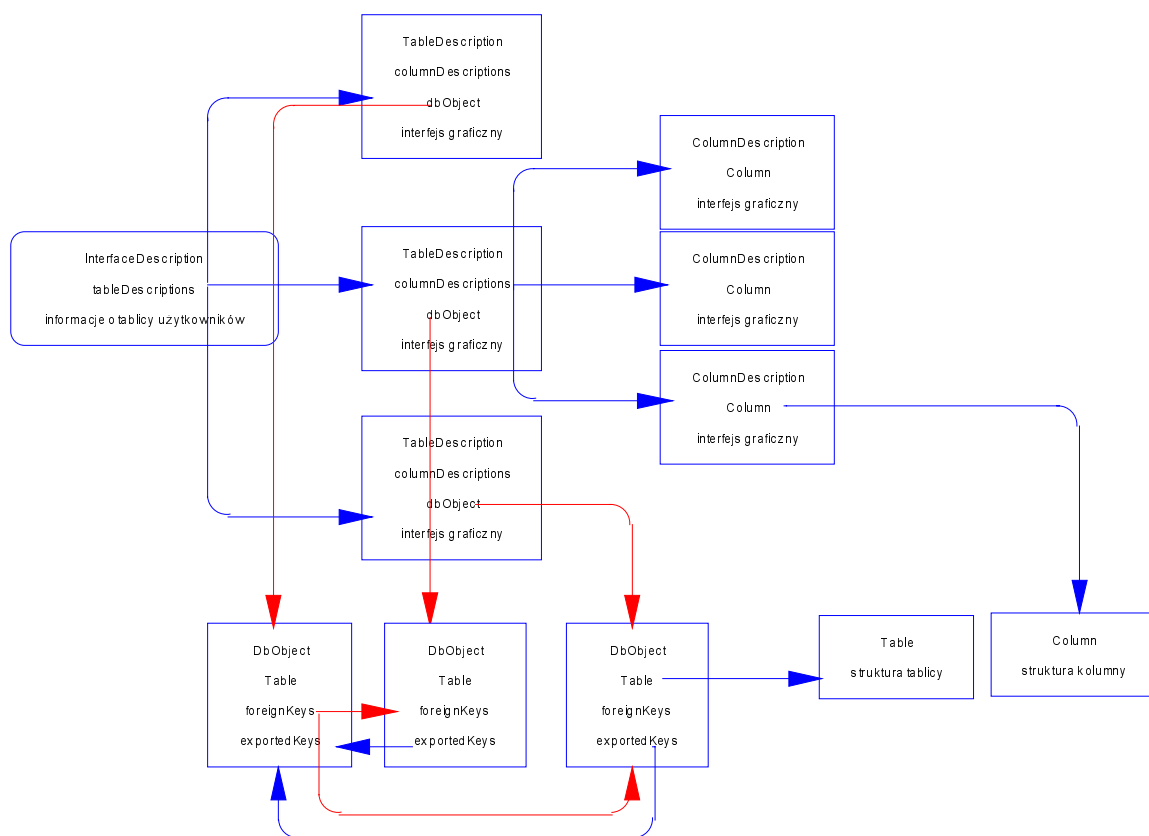 TableDescription
columnDescriptions
dbObject
interfejs graficzny
ColumnDescription
Column
interfejs graficzny
InterfaceDescription
tableDescriptions
informacje o tablicy użytkowników
TableDescription
columnDescriptions
dbObject
interfejs graficzny
ColumnDescription
Column
interfejs graficzny
ColumnDescription
Column
interfejs graficzny
TableDescription
columnDescriptions
dbObject
interfejs graficzny
DbObject
Table
foreignKeys
exportedKeys
DbObject
Table
foreignKeys
exportedKeys
DbObject
Table
foreignKeys
exportedKeys
Table
struktura tablicy
Column
struktura kolumny